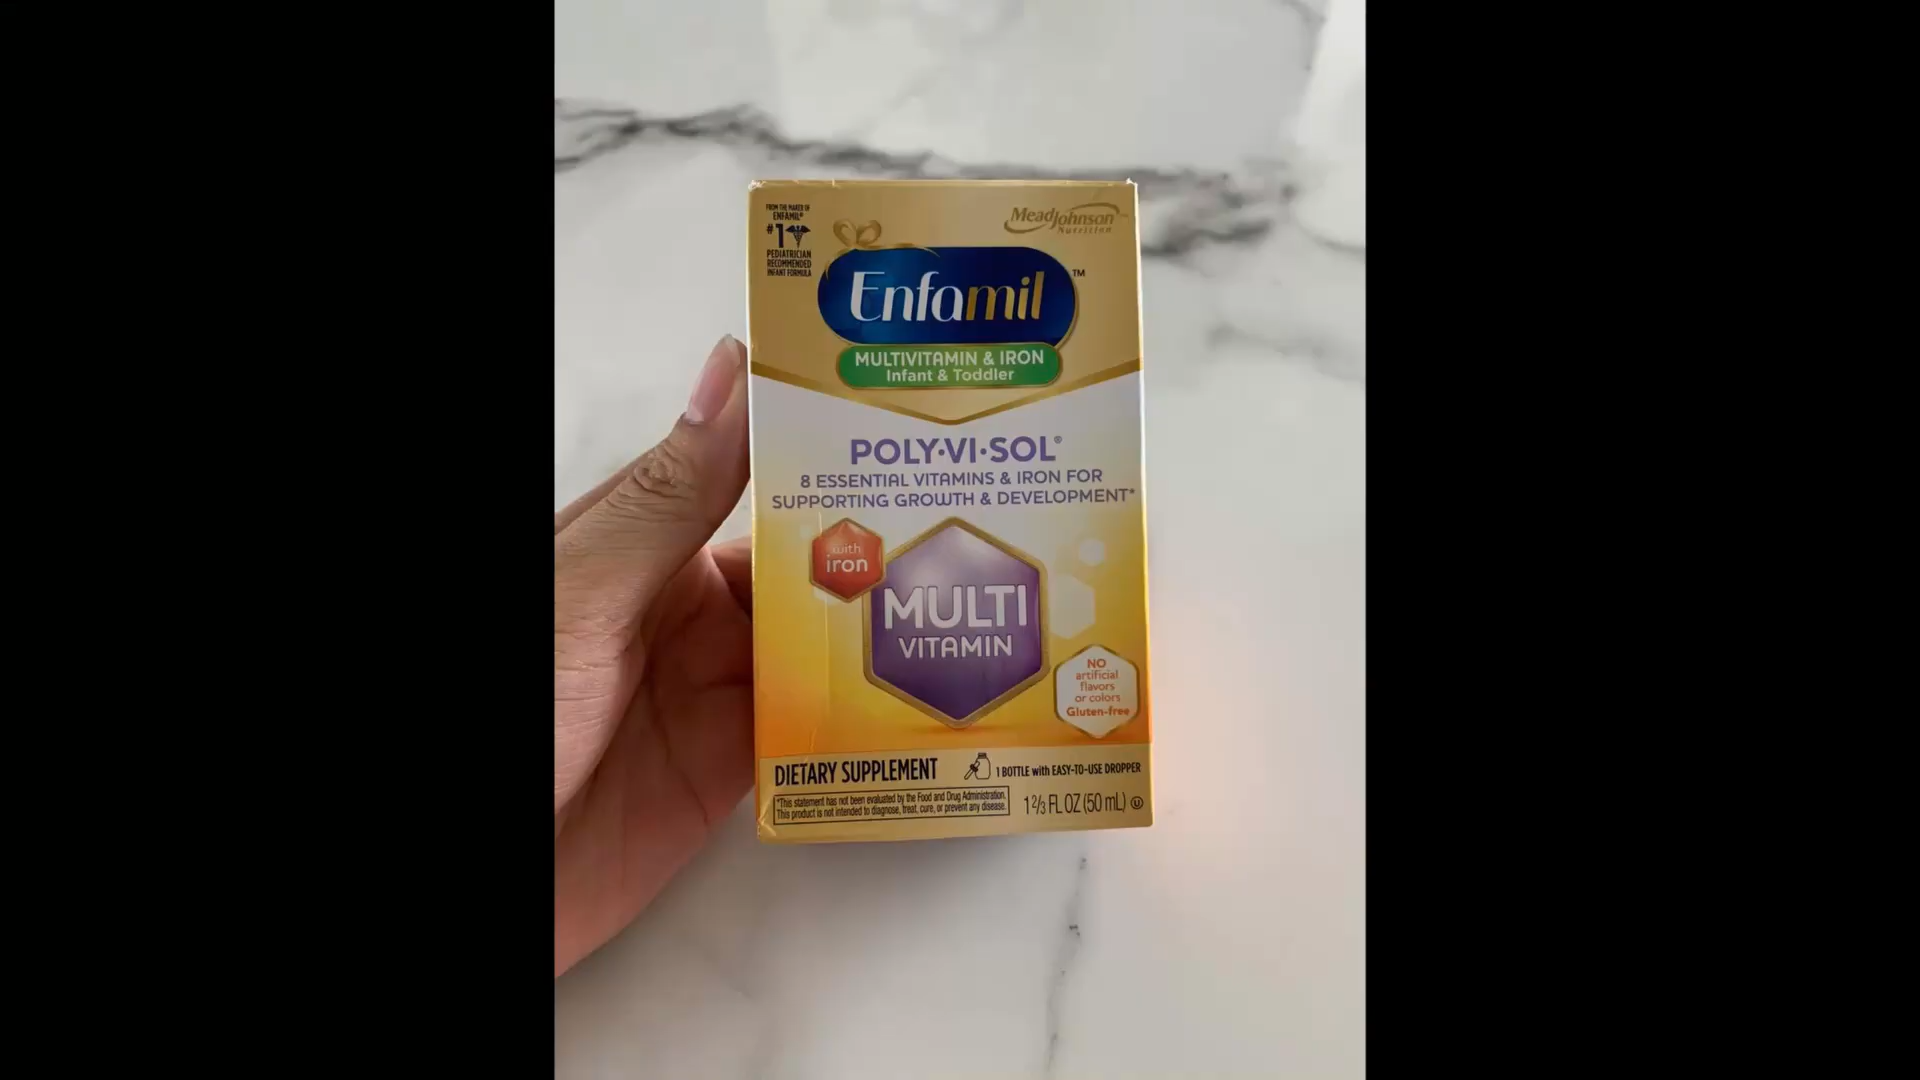 FROM THE MAKER OF
ENFAMIL®
#1
PEDIATRICIAN
RECOMMENDED
INFANT FORMULA
MeadJohnson™
Nutrition
Enfamil™
MULTIVITAMIN & IRON
Infant & Toddler
POLY·VI·SOL®
8 ESSENTIAL VITAMINS & IRON FOR
SUPPORTING GROWTH & DEVELOPMENT*
with
iron
MULTI
VITAMIN
NO
artificial
flavors
or colors
Gluten-free
DIETARY SUPPLEMENT
1 BOTTLE with EASY-TO-USE DROPPER
*This statement has not been evaluated by the Food and Drug Administration.
This product is not intended to diagnose, treat, cure, or prevent any disease.
1 2/3 FL OZ (50 mL) Ⓤ